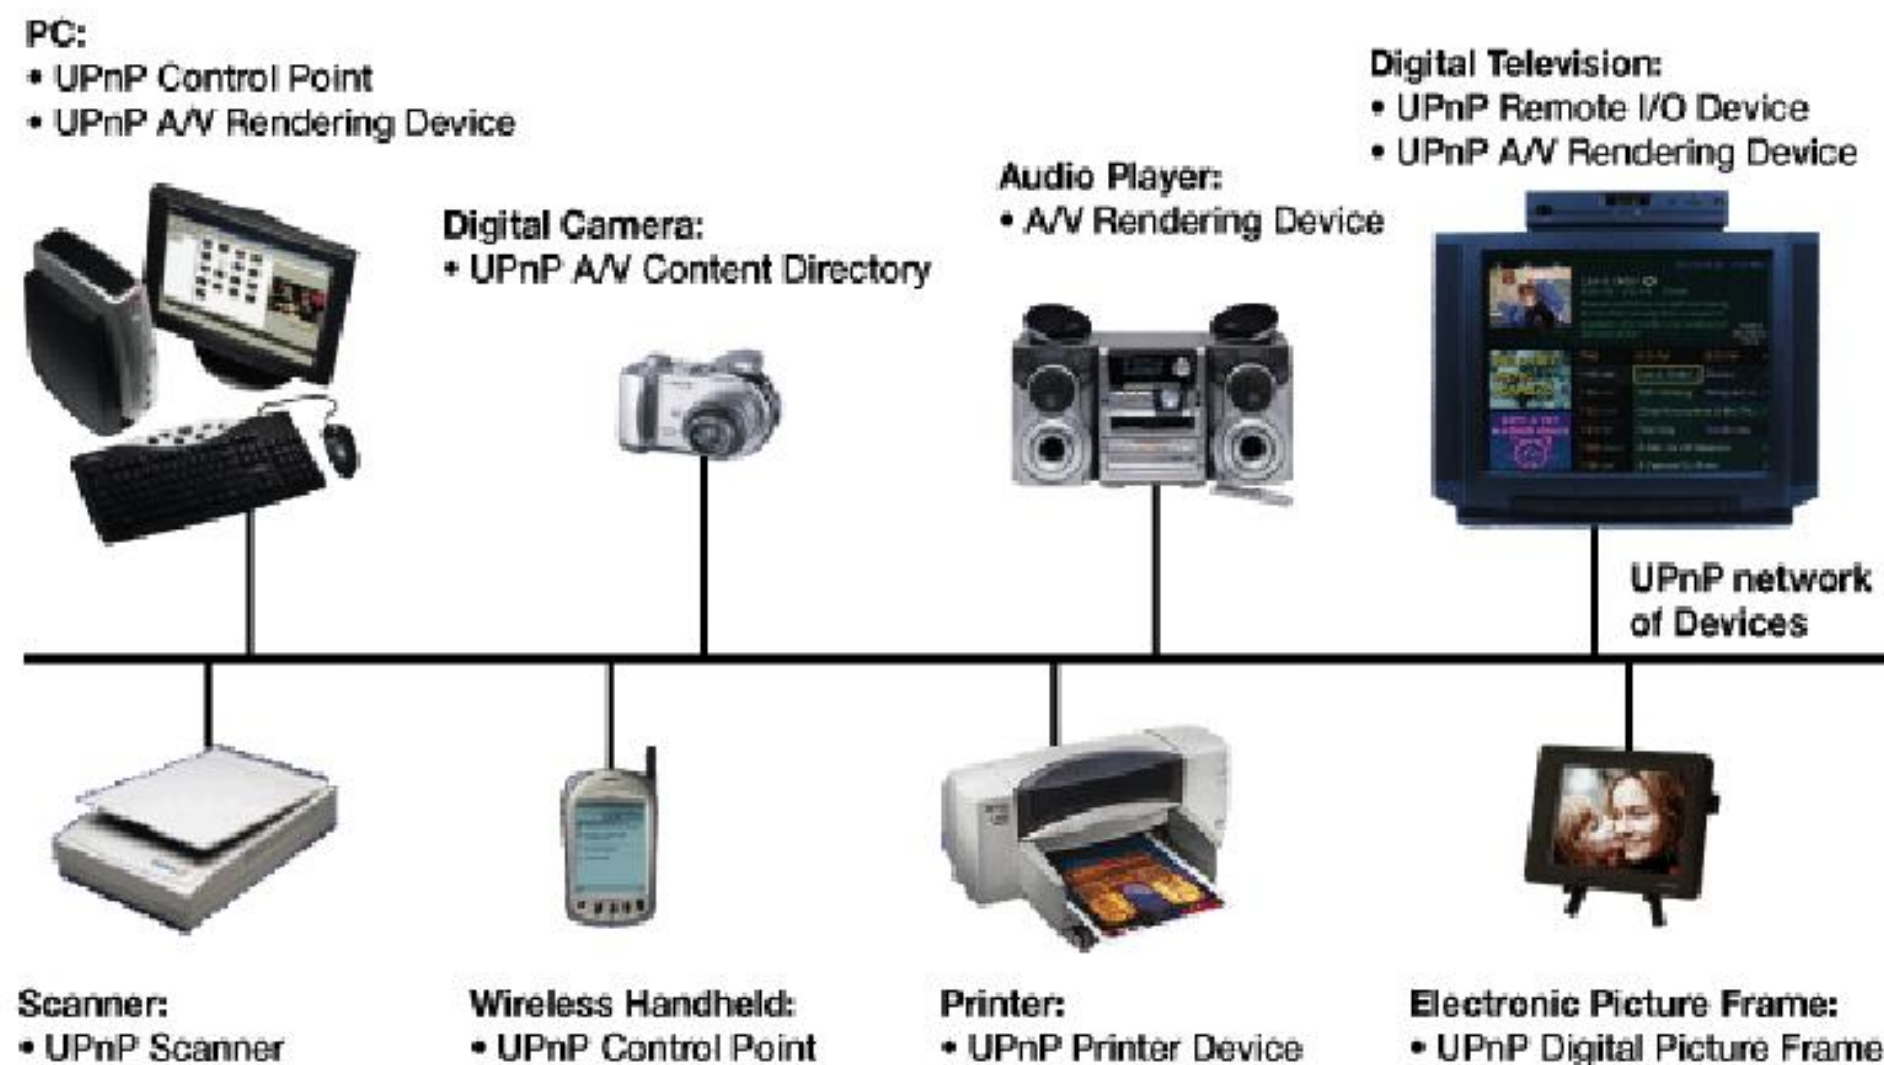 PC:
• UPnP Control Point
• UPnP A/V Rendering Device
Digital Camera:
• UPnP A/V Content Directory
Audio Player:
• A/V Rendering Device
Digital Television:
• UPnP Remote I/O Device
• UPnP A/V Rendering Device
UPnP network
of Devices
Scanner:
• UPnP Scanner
Wireless Handheld:
• UPnP Control Point
Printer:
• UPnP Printer Device
Electronic Picture Frame:
• UPnP Digital Picture Frame